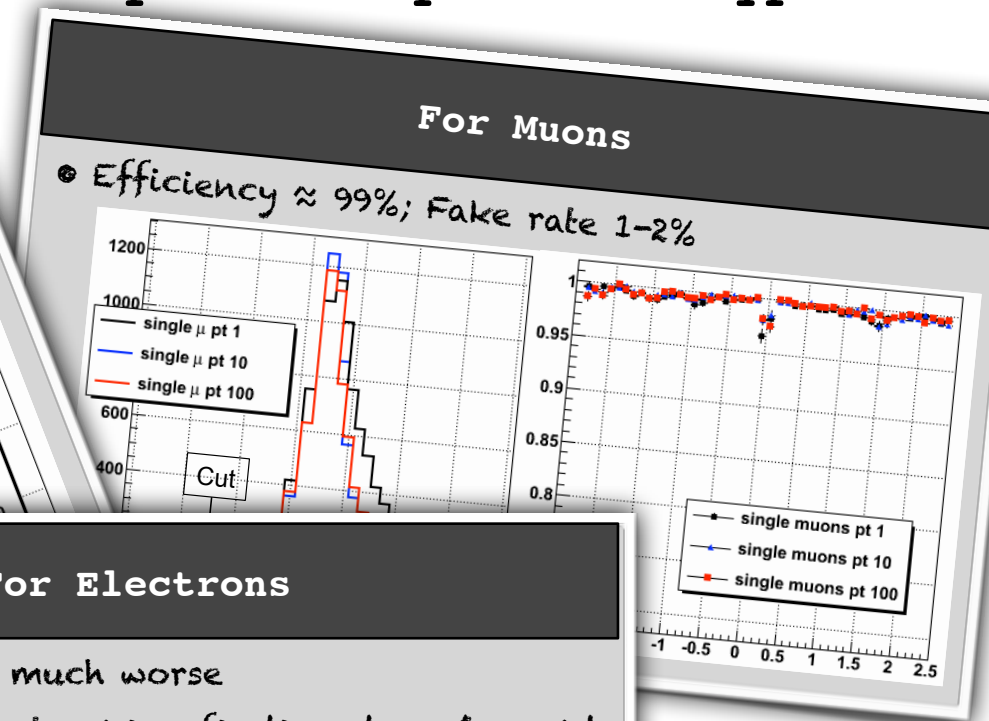 For Muons
Efficiency ≈ 99%; Fake rate 1-2%
1200
1000
single μ pt 1
single μ pt 10
single μ pt 100
600
400
Cut
1
0.95
0.9
0.85
0.8
single muons pt 1
single muons pt 10
single muons pt 100
-1 -0.5 0 0.5 1 1.5 2 2.5
For Electrons
much worse